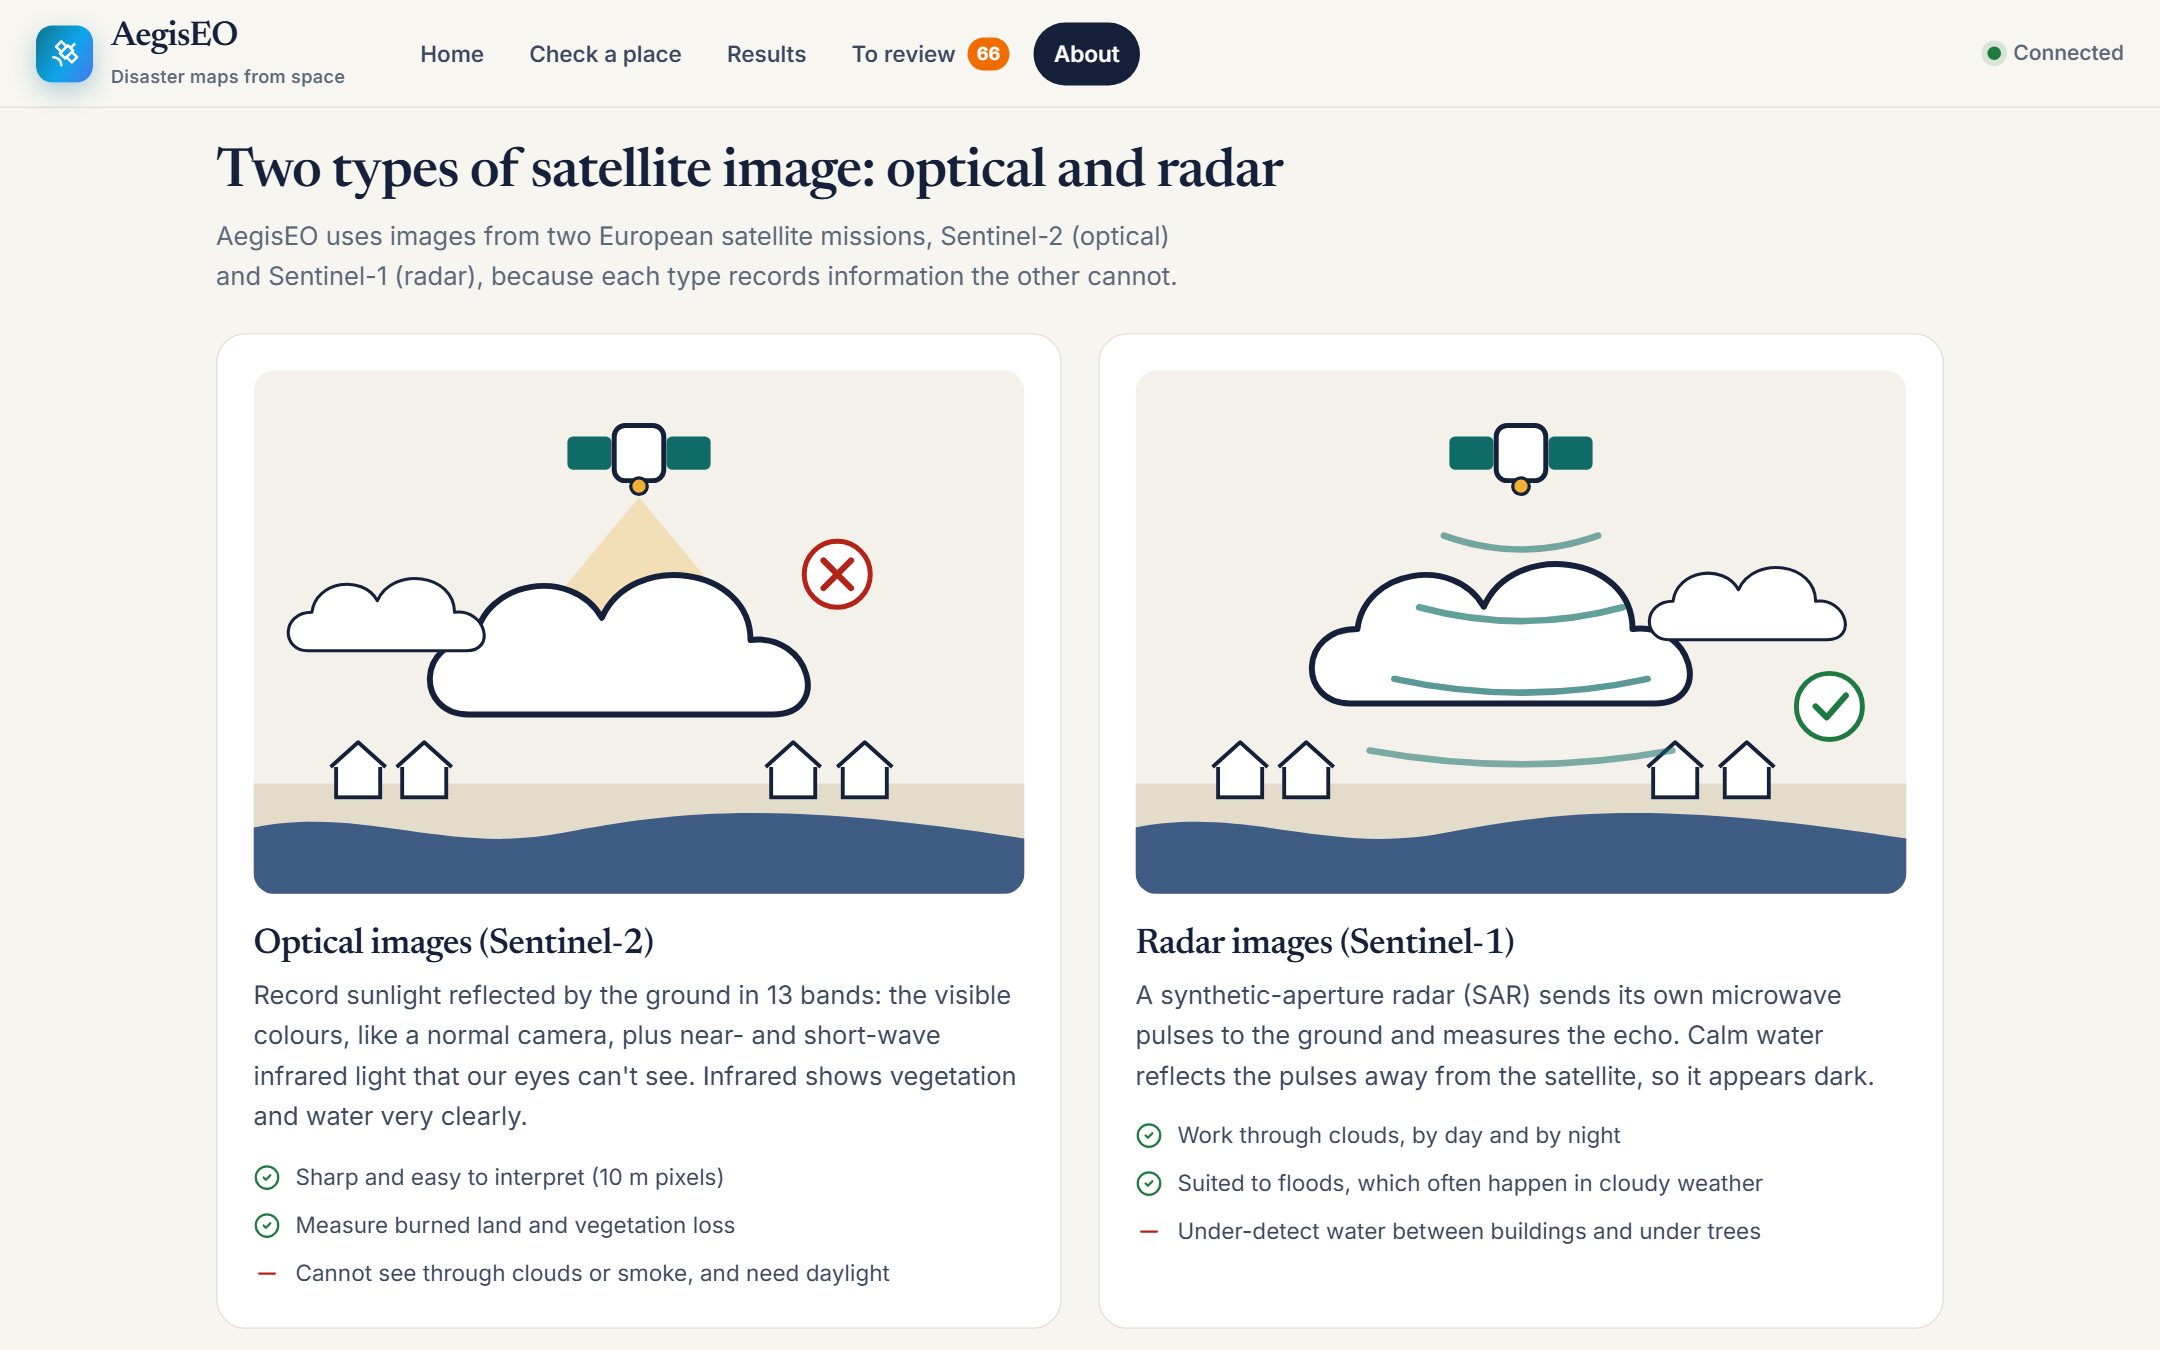 AegisEO
Disaster maps from space
Home
Check a place
Results
To review 66
About
Connected
Two types of satellite image: optical and radar
AegisEO uses images from two European satellite missions, Sentinel-2 (optical)
and Sentinel-1 (radar), because each type records information the other cannot.
Optical images (Sentinel-2)
Record sunlight reflected by the ground in 13 bands: the visible
colours, like a normal camera, plus near- and short-wave
infrared light that our eyes can't see. Infrared shows vegetation
and water very clearly.
Sharp and easy to interpret (10 m pixels)
Measure burned land and vegetation loss
Cannot see through clouds or smoke, and need daylight
Radar images (Sentinel-1)
A synthetic-aperture radar (SAR) sends its own microwave
pulses to the ground and measures the echo. Calm water
reflects the pulses away from the satellite, so it appears dark.
Work through clouds, by day and by night
Suited to floods, which often happen in cloudy weather
Under-detect water between buildings and under trees